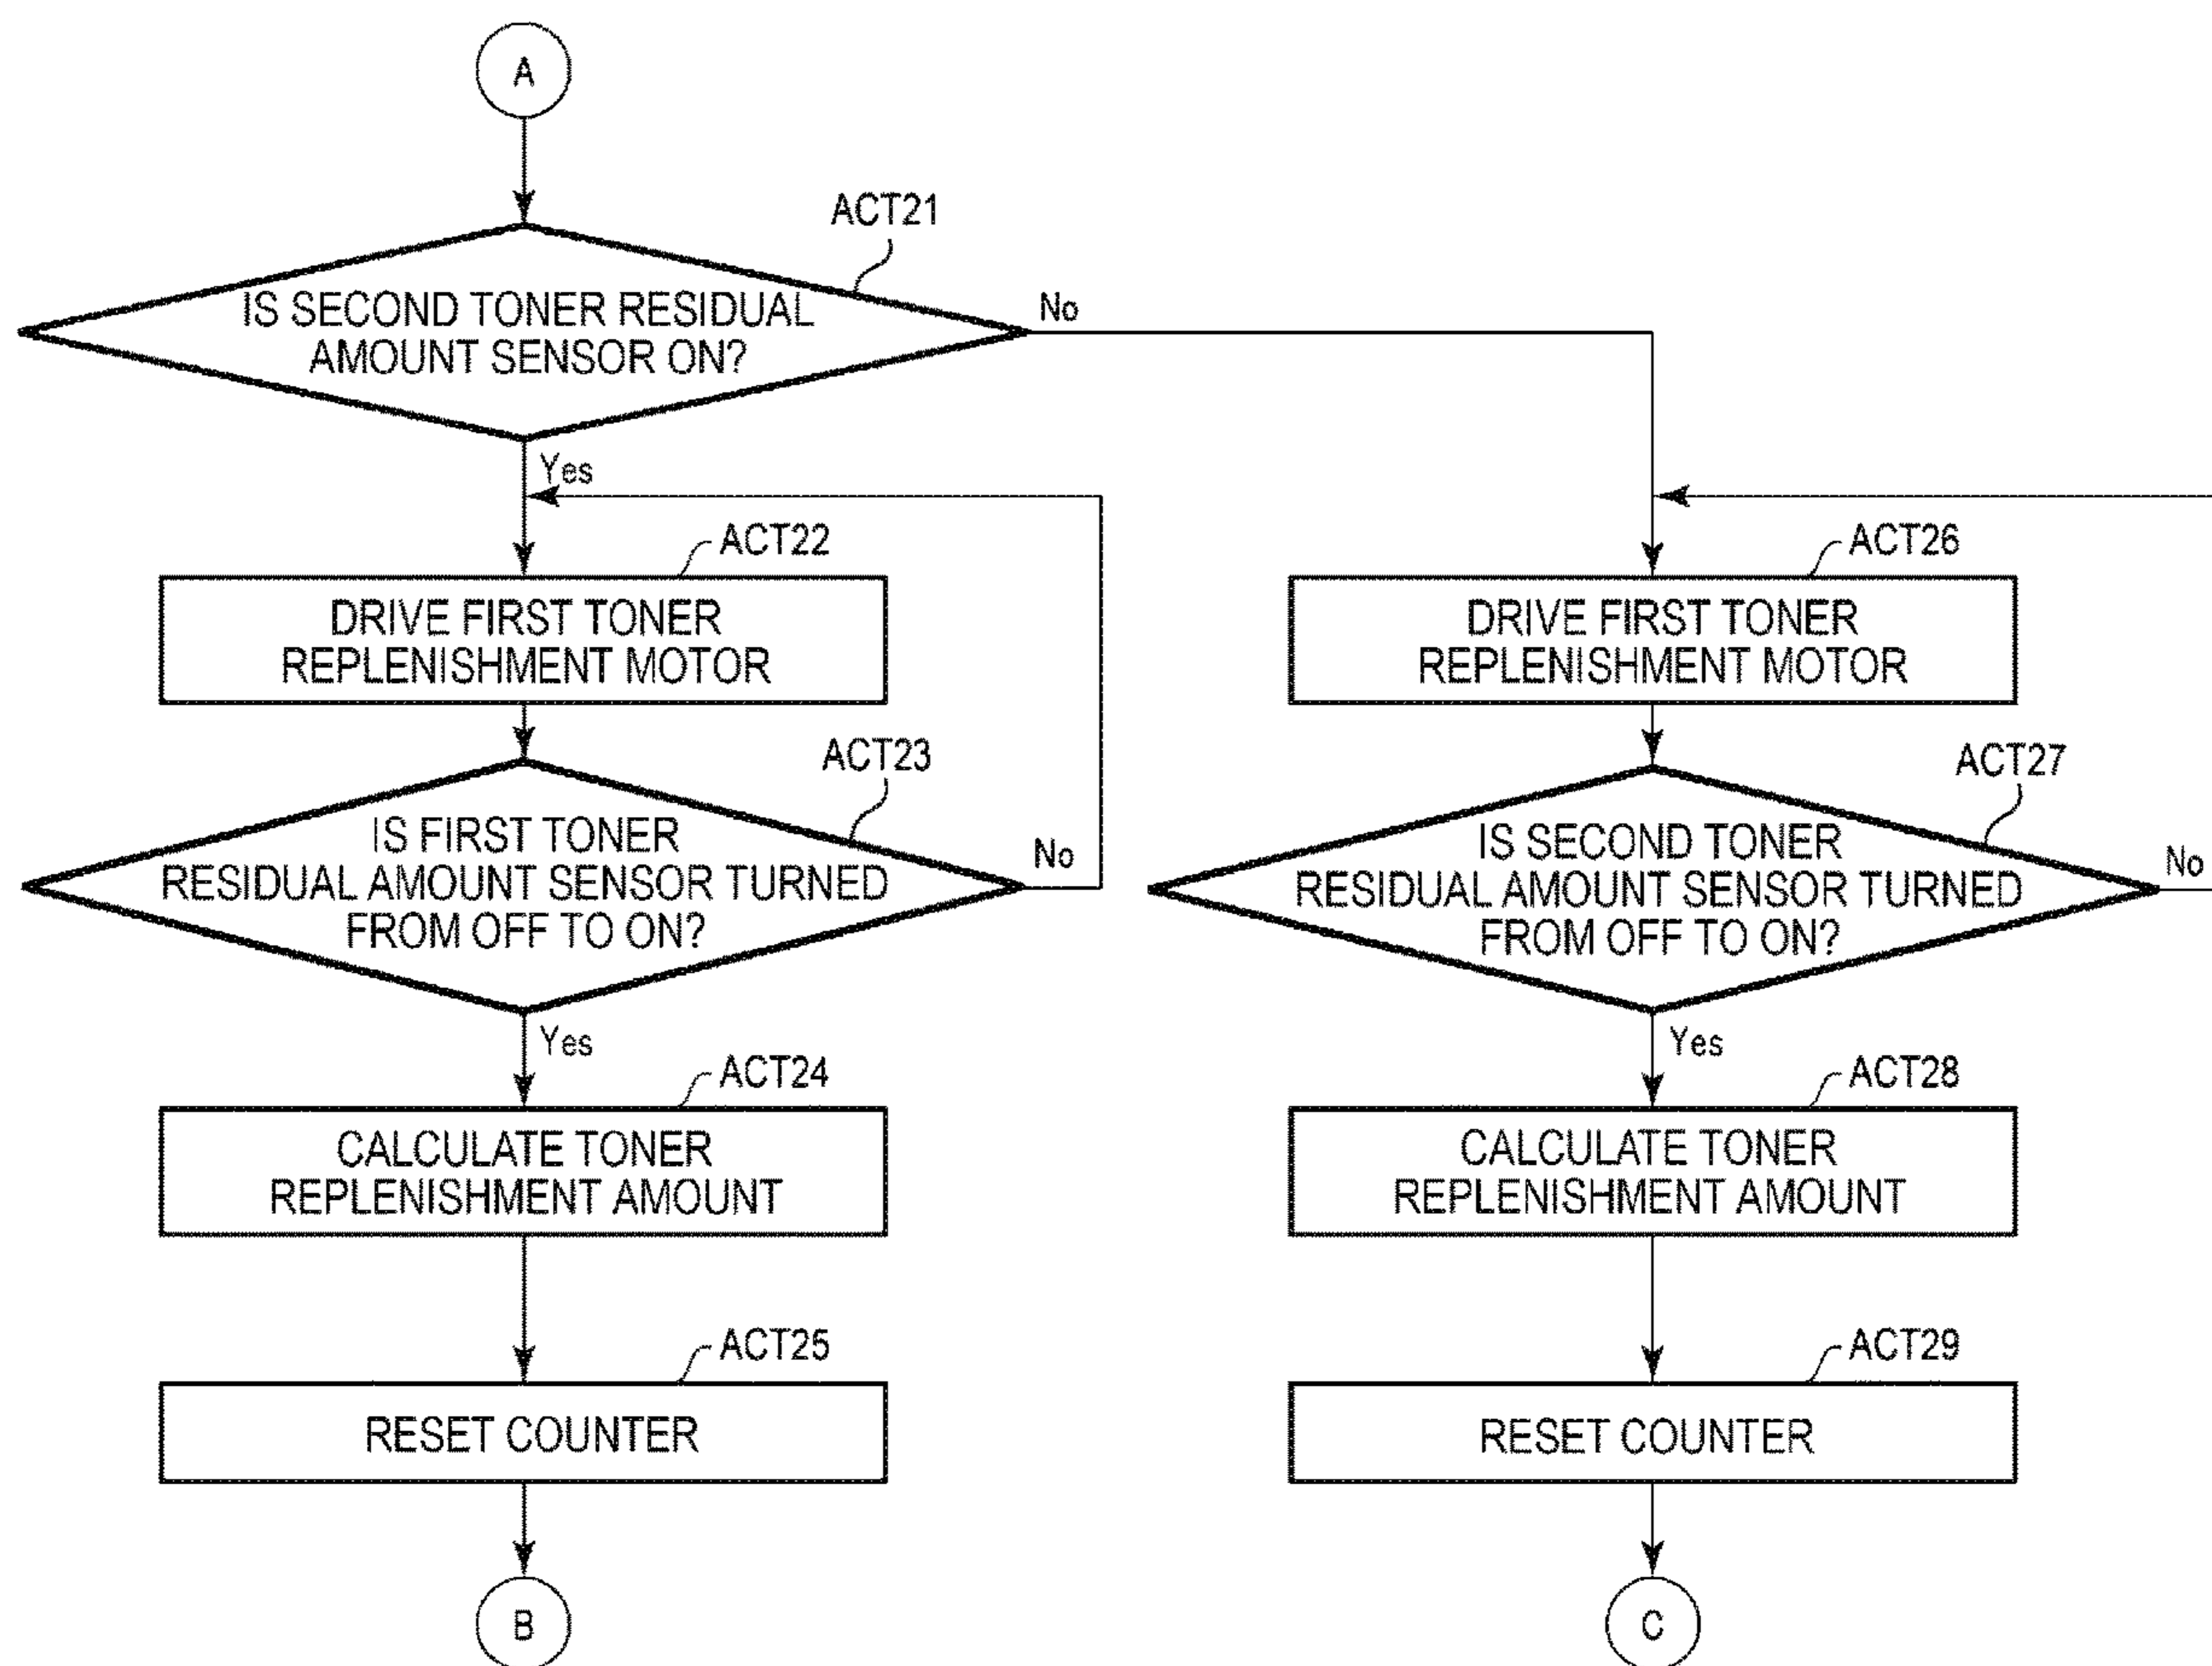 A
ACT21
IS SECOND TONER RESIDUAL
AMOUNT SENSOR ON?
No
Yes
ACT22
DRIVE FIRST TONER
REPLENISHMENT MOTOR
ACT23
IS FIRST TONER
RESIDUAL AMOUNT SENSOR TURNED
FROM OFF TO ON?
No
Yes
ACT24
CALCULATE TONER
REPLENISHMENT AMOUNT
ACT25
RESET COUNTER
B
ACT26
DRIVE FIRST TONER
REPLENISHMENT MOTOR
ACT27
IS SECOND TONER
RESIDUAL AMOUNT SENSOR TURNED
FROM OFF TO ON?
No
Yes
ACT28
CALCULATE TONER
REPLENISHMENT AMOUNT
ACT29
RESET COUNTER
C